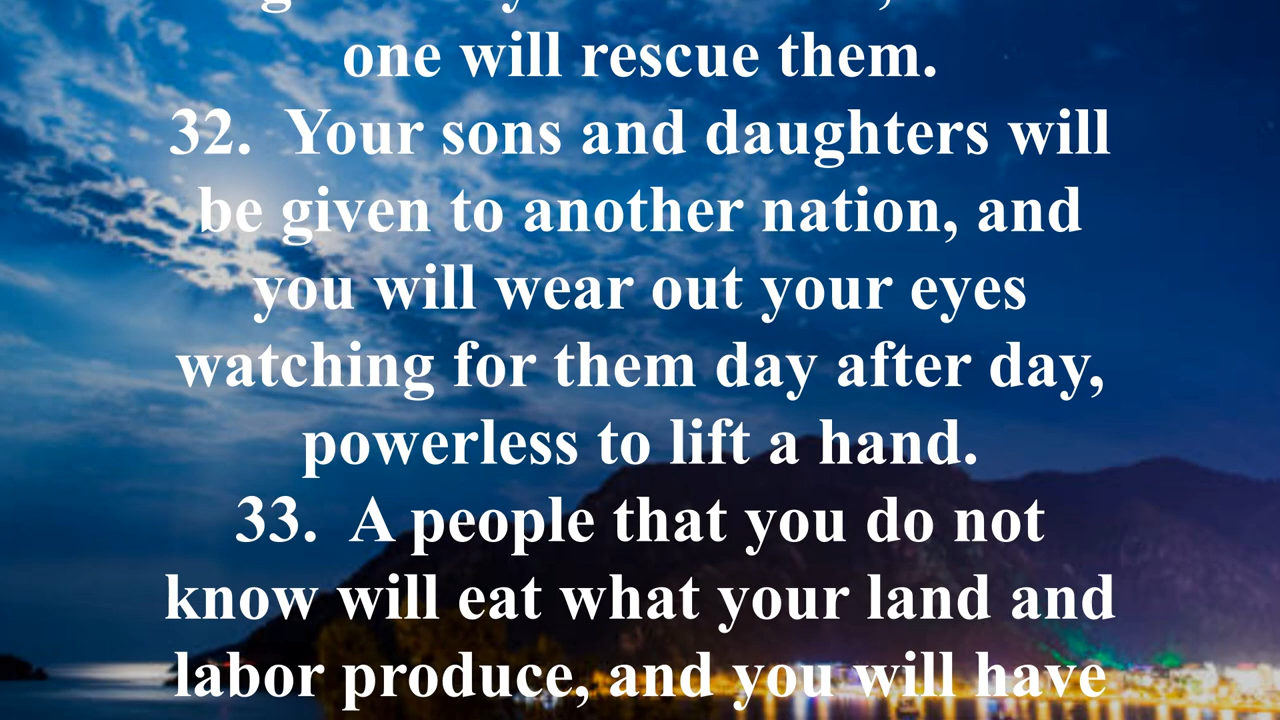 one will rescue them.
32. Your sons and daughters will
be given to another nation, and
you will wear out your eyes
watching for them day after day,
powerless to lift a hand.
33. A people that you do not
know will eat what your land and
labor produce, and you will have